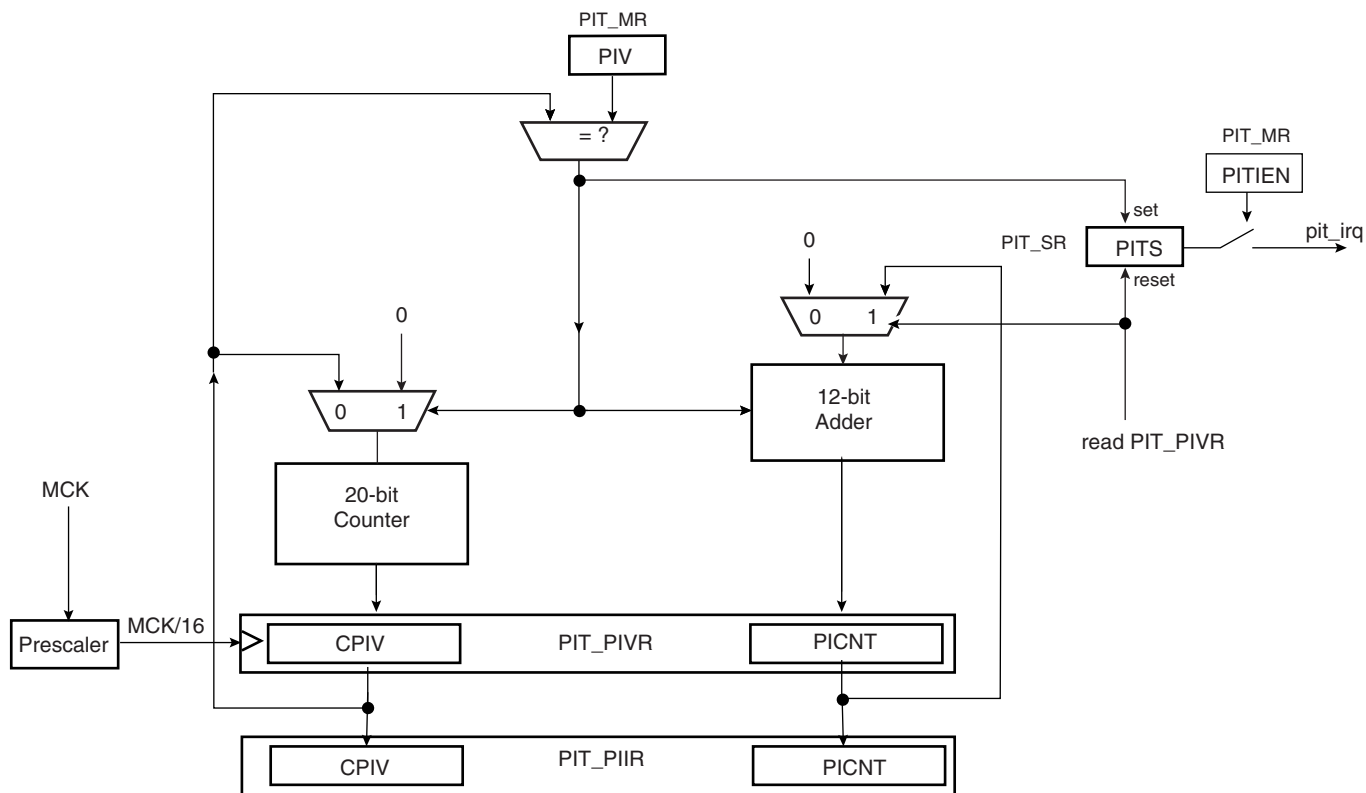 PIT_MR
PIV
= ?
PIT_MR
PITIEN
set
0
PIT_SR
PITS
pit_irq
reset
0
0 1
0 1
12-bit
Adder
read PIT_PIVR
MCK
20-bit
Counter
MCK/16
Prescaler
CPIV
PIT_PIVR
PICNT
CPIV
PIT_PIIR
PICNT